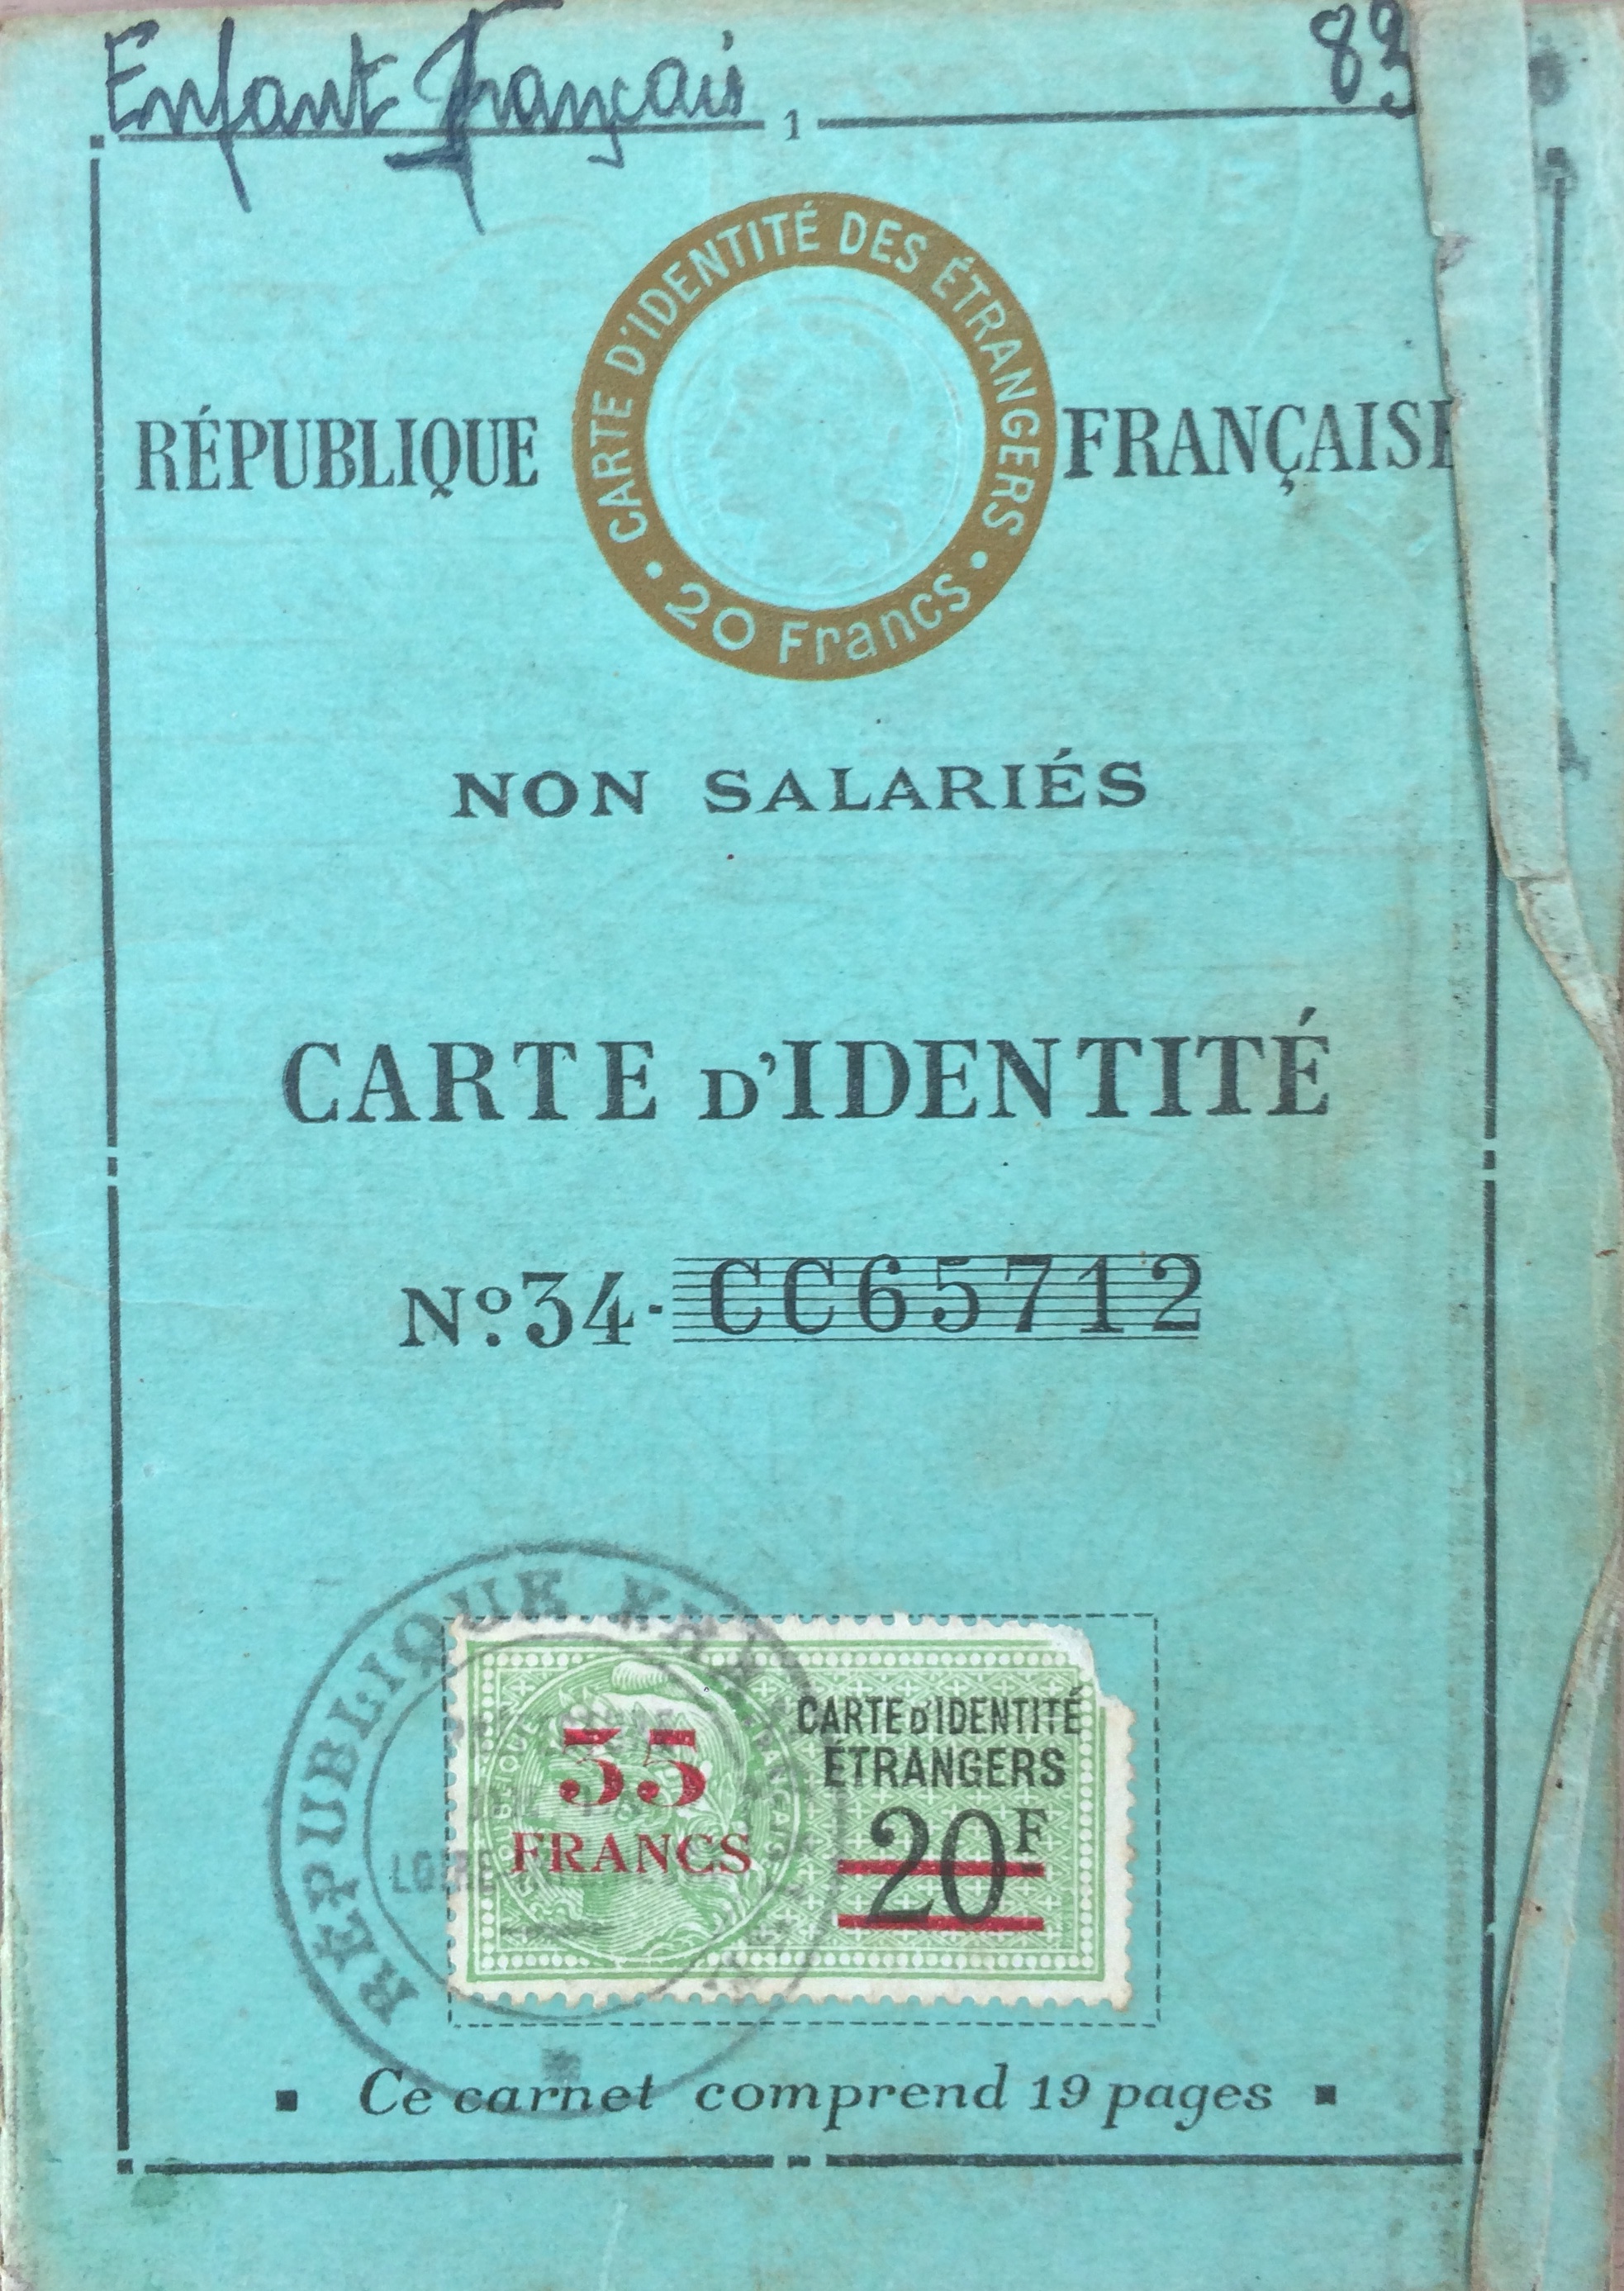 Enfant Français
83
1
CARTE D'IDENTITÉ DES ÉTRANGERS
• 20 Francs •
RÉPUBLIQUE FRANÇAISE
NON SALARIÉS
CARTE D'IDENTITÉ
Nº 34 - CC65712
RÉPUBLIQUE
CARTE D'IDENTITÉ
ÉTRANGERS
35
FRANCS
20F
▪ Ce carnet comprend 19 pages ▪